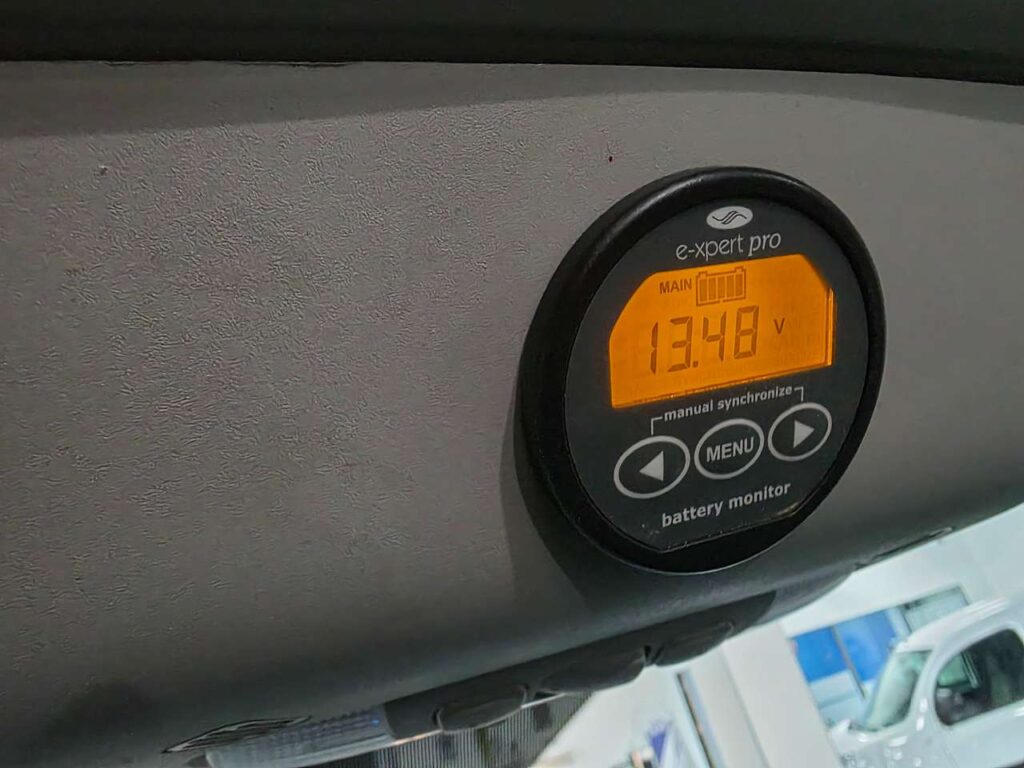 e-xpert pro
MAIN
13.48 V
manual synchronize
MENU
battery monitor